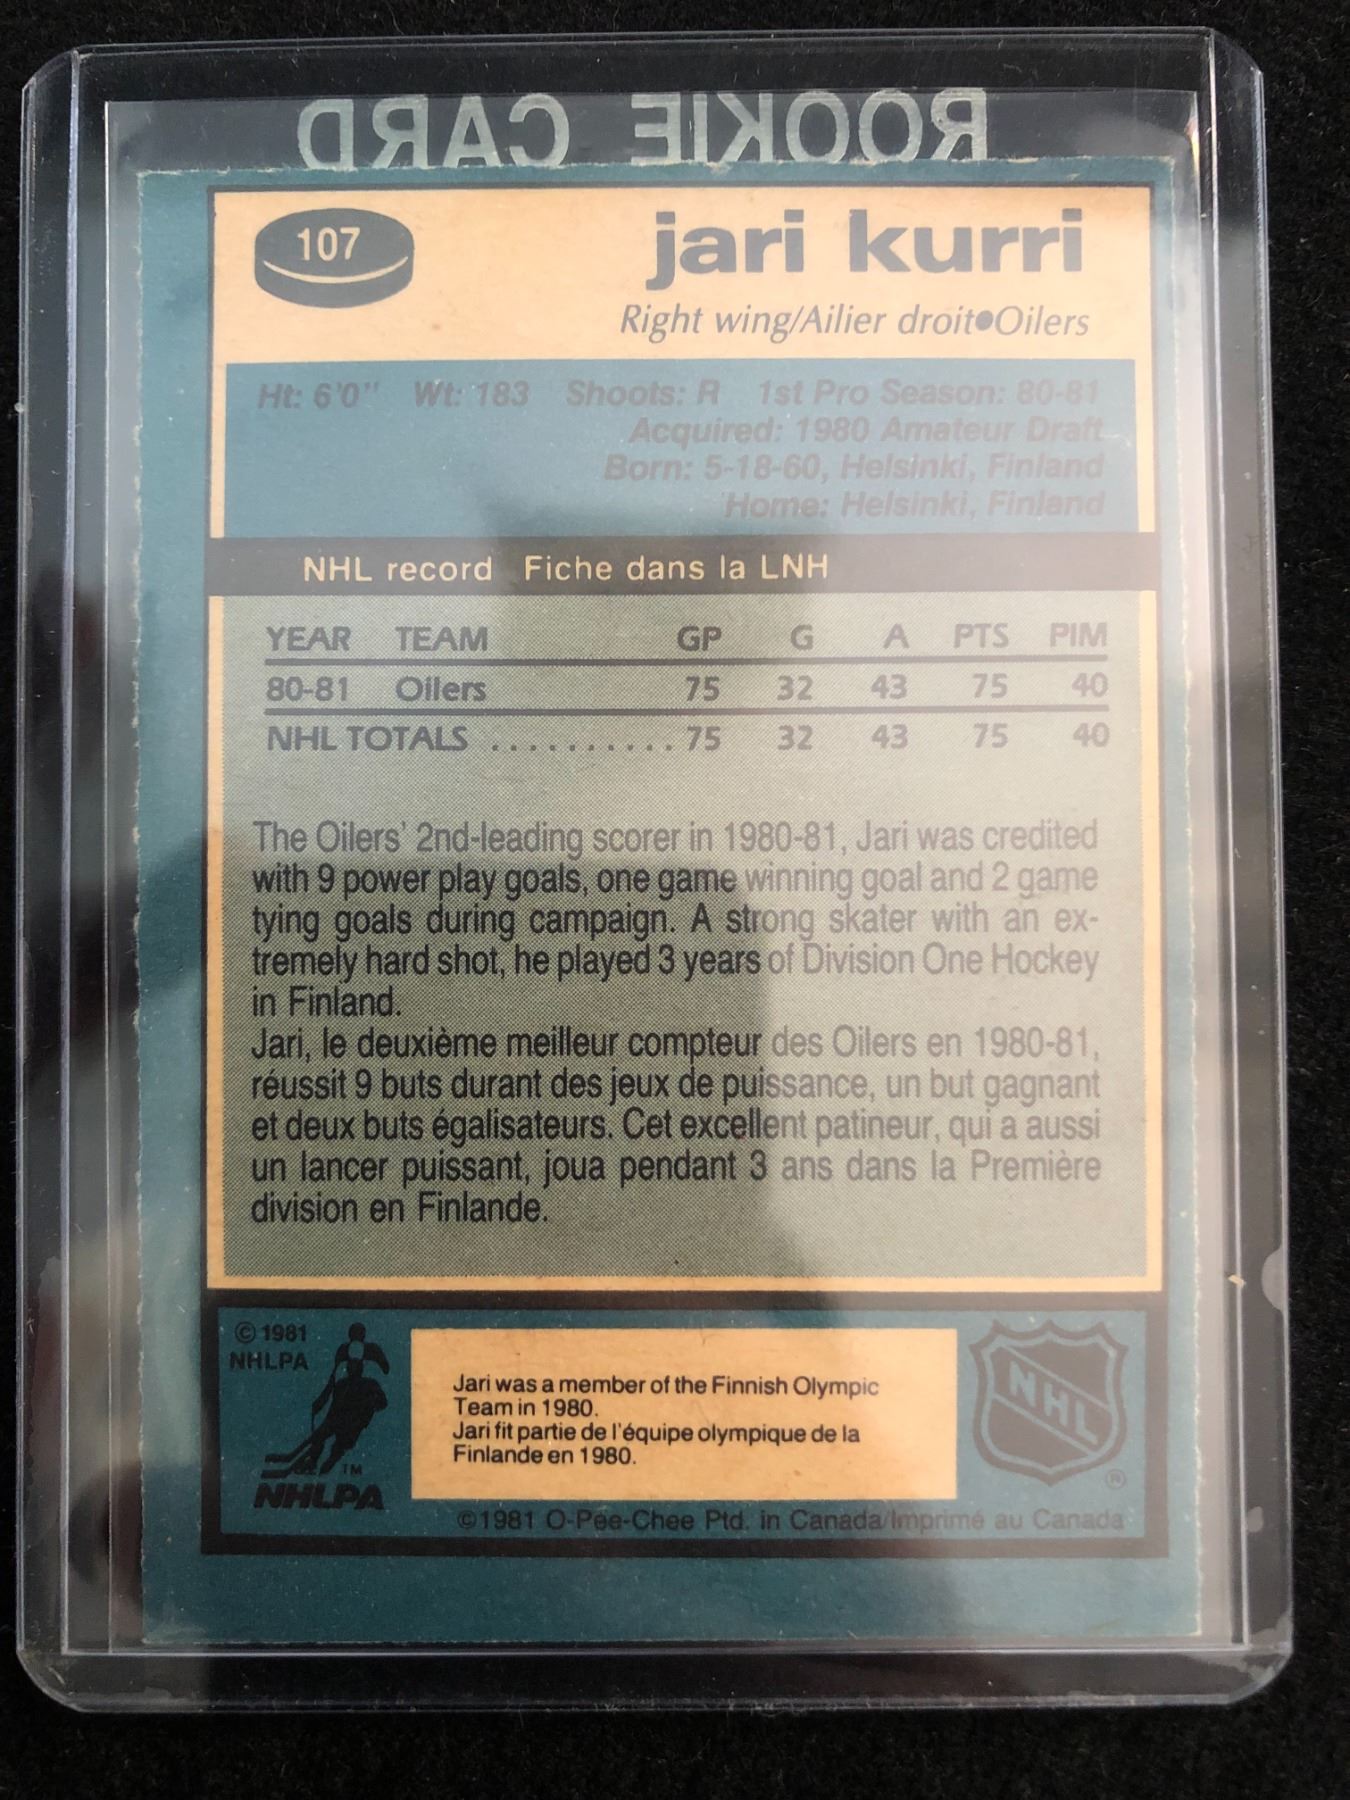 ROOKIE CARD
107
jari kurri
Right wing/Ailier droit●Oilers
Ht: 6'0" Wt: 183 Shoots: R 1st Pro Season: 80-81
Acquired: 1980 Amateur Draft
Born: 5-18-60, Helsinki, Finland
Home: Helsinki, Finland
NHL record Fiche dans la LNH
YEAR TEAM GP G A PTS PIM
80-81 Oilers 75 32 43 75 40
NHL TOTALS .......... 75 32 43 75 40
The Oilers' 2nd-leading scorer in 1980-81, Jari was credited
with 9 power play goals, one game winning goal and 2 game
tying goals during campaign. A strong skater with an ex-
tremely hard shot, he played 3 years of Division One Hockey
in Finland.
Jari, le deuxième meilleur compteur des Oilers en 1980-81,
réussit 9 buts durant des jeux de puissance, un but gagnant
et deux buts égalisateurs. Cet excellent patineur, qui a aussi
un lancer puissant, joua pendant 3 ans dans la Première
division en Finlande.
© 1981
NHLPA
TM
NHLPA
Jari was a member of the Finnish Olympic
Team in 1980.
Jari fit partie de l'équipe olympique de la
Finlande en 1980.
NHL
®
©1981 O-Pee-Chee Ptd. in Canada/Imprimé au Canada